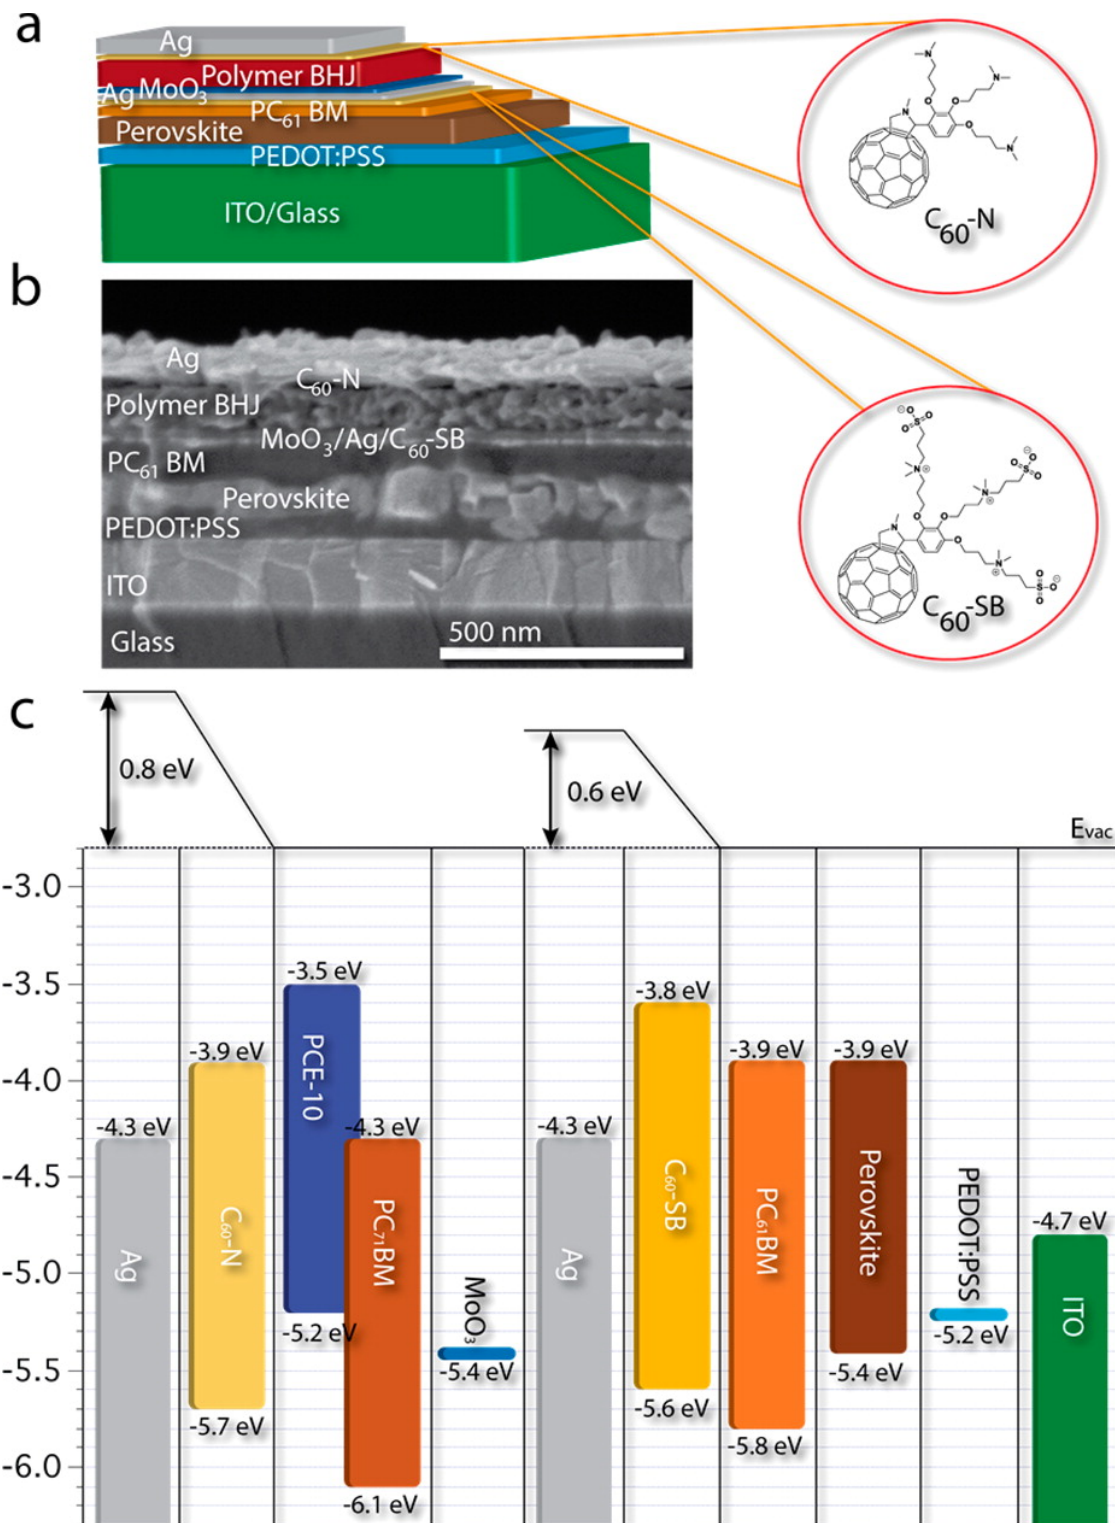 a
Ag
Polymer BHJ
Ag MoO3
PC61 BM
Perovskite
PEDOT:PSS
ITO/Glass
C60-N
N
N
N
N
O
O
O
b
Ag
C60-N
Polymer BHJ
MoO3/Ag/C60-SB
PC61 BM
Perovskite
PEDOT:PSS
ITO
Glass
500 nm
C60-SB
c
0.8 eV
0.6 eV
Evac
-3.0
-3.5
-4.0
-4.5
-5.0
-5.5
-6.0
-4.3 eV
Ag
-3.9 eV
C60-N
-5.7 eV
-3.5 eV
PCE-10
-5.2 eV
-4.3 eV
PC71BM
-6.1 eV
MoO3
-5.4 eV
-4.3 eV
Ag
-3.8 eV
C60-SB
-5.6 eV
-3.9 eV
PC61BM
-5.8 eV
-3.9 eV
Perovskite
-5.4 eV
PEDOT:PSS
-5.2 eV
-4.7 eV
ITO